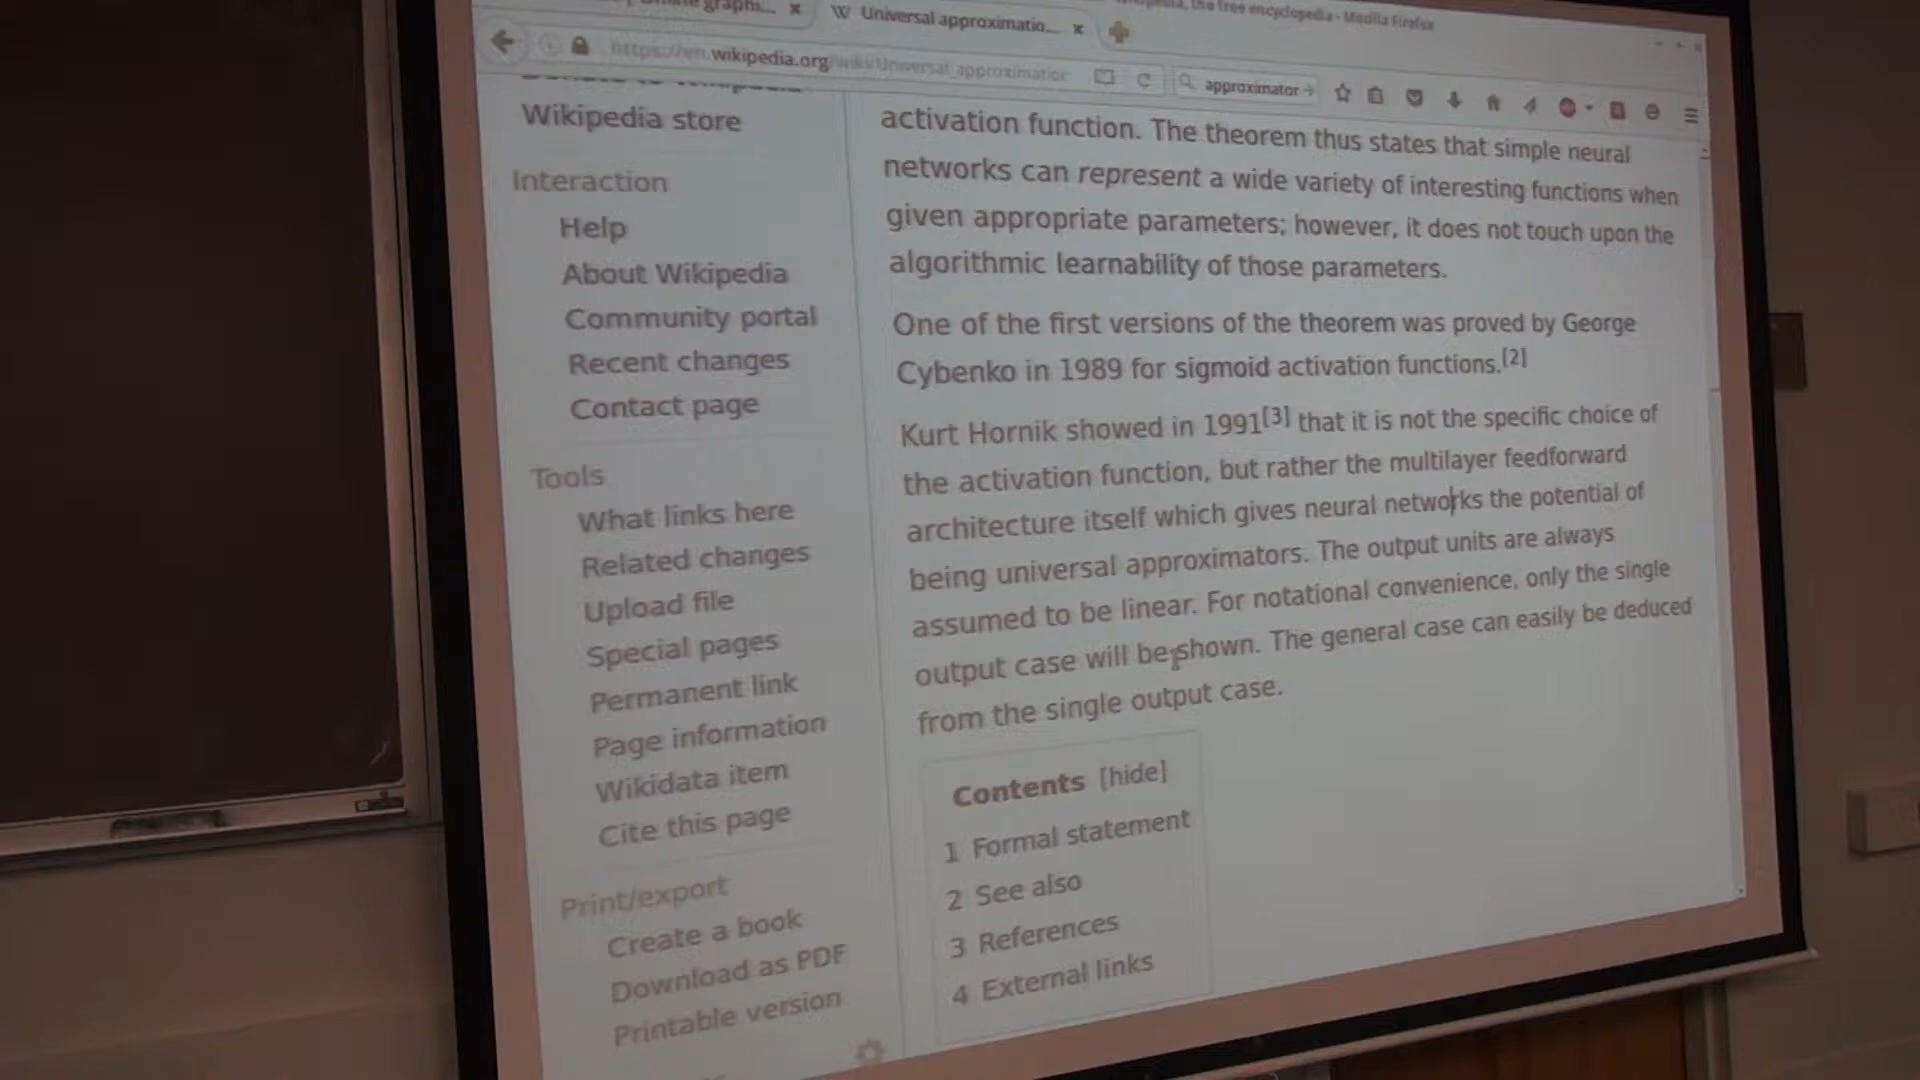 Universal approximatio...
the free encyclopedia - Mozilla Firefox
https://en.wikipedia.org/wiki/Universal_approximation
approximator
Wikipedia store
Interaction
Help
About Wikipedia
Community portal
Recent changes
Contact page
Tools
What links here
Related changes
Upload file
Special pages
Permanent link
Page information
Wikidata item
Cite this page
Print/export
Create a book
Download as PDF
Printable version
activation function. The theorem thus states that simple neural
networks can represent a wide variety of interesting functions when
given appropriate parameters; however, it does not touch upon the
algorithmic learnability of those parameters.
One of the first versions of the theorem was proved by George
Cybenko in 1989 for sigmoid activation functions.[2]
Kurt Hornik showed in 1991[3] that it is not the specific choice of
the activation function, but rather the multilayer feedforward
architecture itself which gives neural networks the potential of
being universal approximators. The output units are always
assumed to be linear. For notational convenience, only the single
output case will be shown. The general case can easily be deduced
from the single output case.
Contents [hide]
1 Formal statement
2 See also
3 References
4 External links